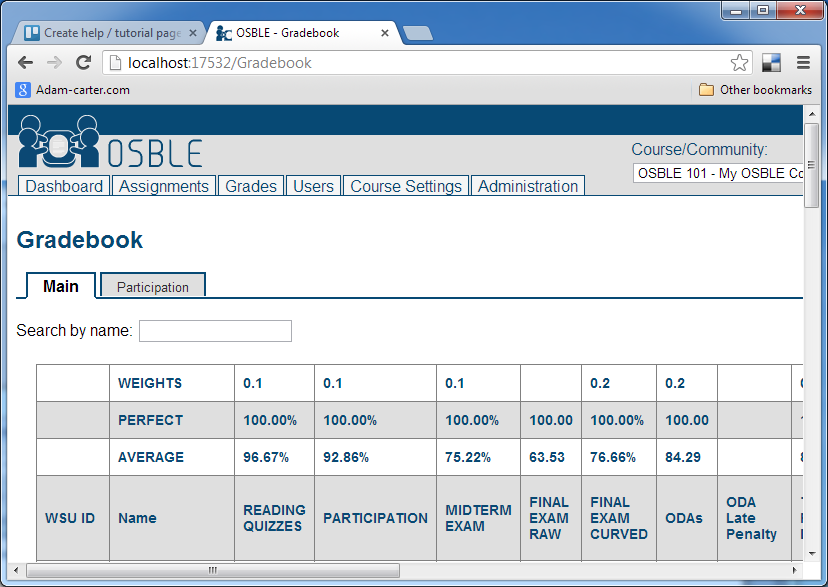 Create help / tutorial page
OSBLE - Gradebook
localhost:17532/Gradebook
8 Adam-carter.com
Other bookmarks
OSBLE
Course/Community:
OSBLE 101 - My OSBLE Co
Dashboard Assignments Grades Users Course Settings Administration
Gradebook
Main Participation
Search by name:
WEIGHTS 0.1 0.1 0.1 0.2 0.2
PERFECT 100.00% 100.00% 100.00% 100.00 100.00% 100.00
AVERAGE 96.67% 92.86% 75.22% 63.53 76.66% 84.29
WSU ID Name READING QUIZZES PARTICIPATION MIDTERM EXAM FINAL EXAM RAW FINAL EXAM CURVED ODAs ODA Late Penalty